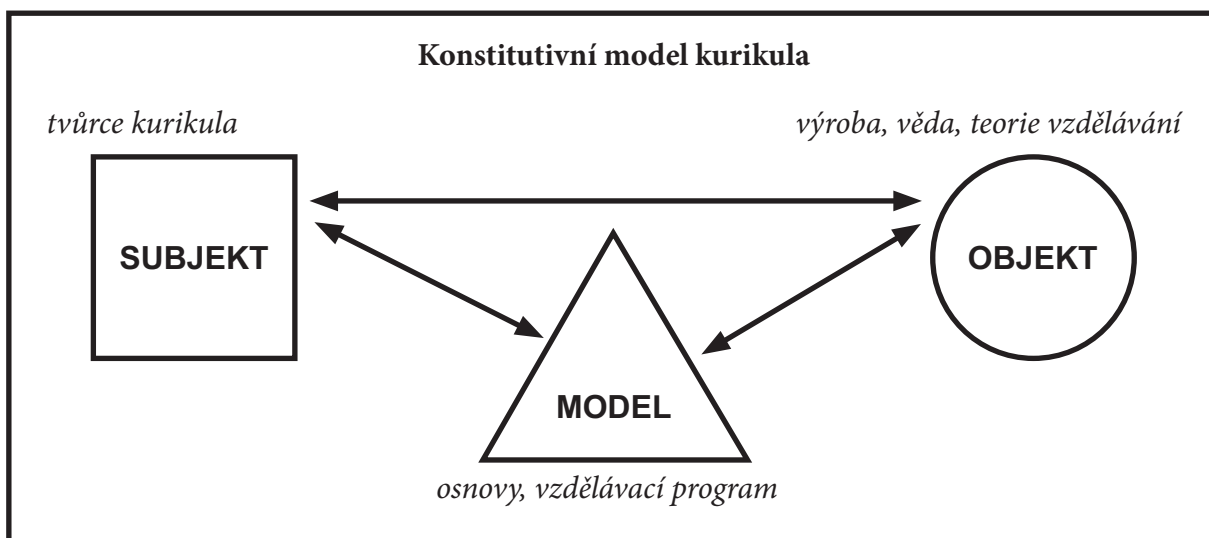 Konstitutivní model kurikula
tvůrce kurikula
výroba, věda, teorie vzdělávání
SUBJEKT
OBJEKT
MODEL
osnovy, vzdělávací program